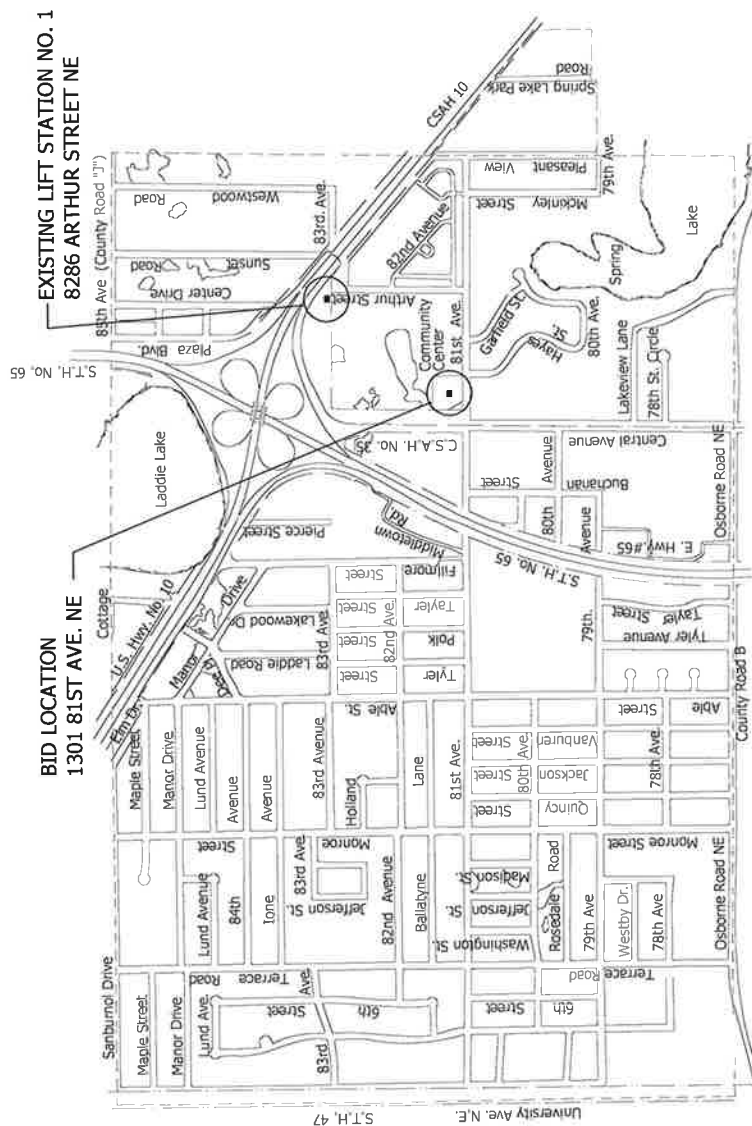 EXISTING LIFT STATION NO. 1
8286 ARTHUR STREET NE
BID LOCATION
1301 81ST AVE. NE
CSAH 10
Spring Lake Park
Road
85th Ave (County Road "J")
Westwood
Road
Sunset
Road
Center Drive
Plaza Blvd.
83rd. Ave.
82nd Avenue
Arthur Street
Pleasant
View
79th Ave.
Mckinley
Street
Community
Center
81st. Ave.
Garfield St.
Hayes
St.
80th Ave.
Spring
Lake
Lakeview Lane
78th St. Circle
S.T.H. No. 65
C.S.A.H. No. 35
Central Avenue
Laddie Lake
Cottage
U.S. Hwy. No. 10
Pierce Street
Middletown
Rd.
Street
Avenue
80th
Buchanan
Avenue
79th.
S.T.H. No. 65
E. Hwy.#65
Osborne Road NE
Elm Dr.
Manor
Drive
Dee Pl
Lakewood Dr.
Laddie Road
83rd Ave.
82nd Ave.
Fillmore
Street
Tayler
Street
Polk
Street
Tyler
Street
Tayler
Street
Tyler Avenue
County Road B
Maple Street
Manor Drive
Lund Avenue
Avenue
Avenue
83rd Avenue
Able St.
Holland
Lane
81st. Ave.
Street
80th Ave.
Vanburen
Street
Jackson
Street
Quincy
Able
Street
78th Ave.
Street
Lund Avenue
84th
Ione
83rd Ave.
Monroe
Jefferson St.
82nd Avenue
Ballatyne
Madison St.
Jefferson St.
Washington St.
Road
Rosedale
79th Ave
Westby Dr.
78th Ave
Monroe Street
Osborne Road NE
Sanburnol Drive
Maple Street
Manor Drive
Lund Ave.
Terrace
Road
Ave.
83rd
Street
6th
Street
6th
Terrace
Road
S.T.H. 47
University Ave. N.E.